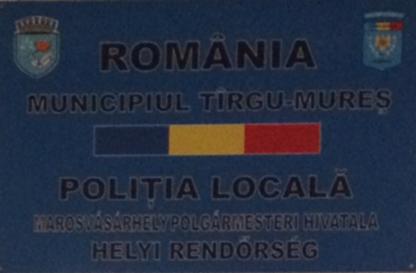 ROMÂNIA
MUNICIPIUL TÎRGU-MUREȘ
POLIȚIA LOCALĂ
MAROSVÁSÁRHELY POLGÁRMESTERI HIVATALA
HELYI RENDŐRSÉG